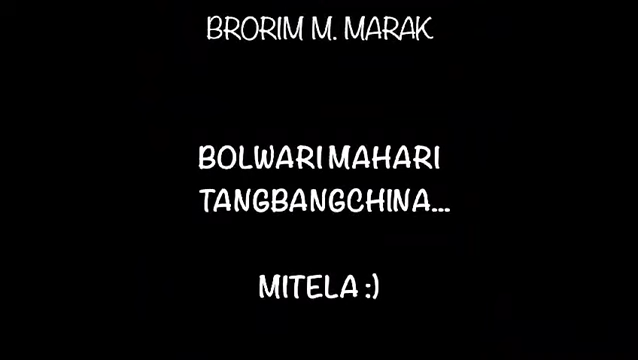 BRORIM M. MARAK
BOLWARI MAHARI
TANGBANGCHINA...
MITELA :)